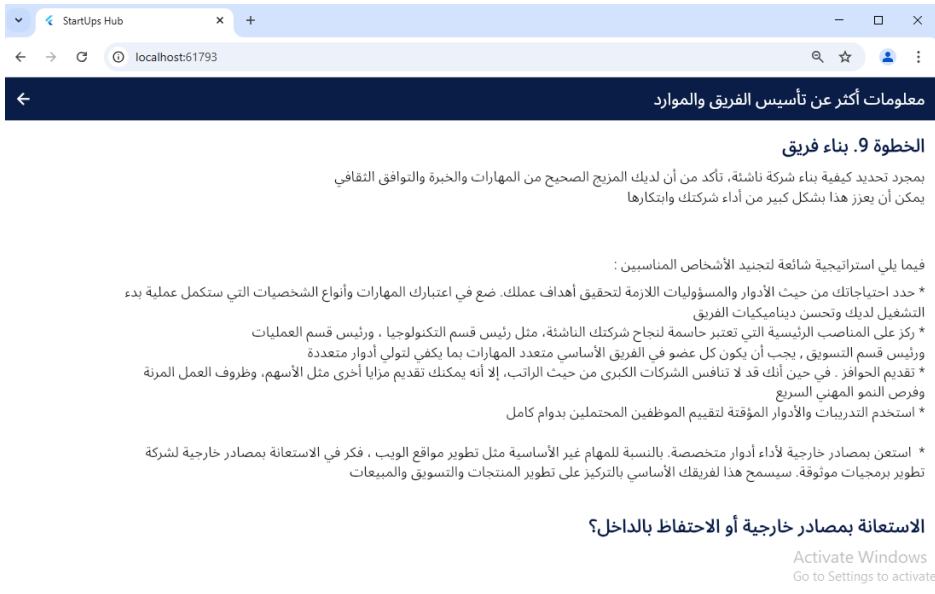 StartUps Hub
localhost:61793
معلومات أكثر عن تأسيس الفريق والموارد
الخطوة 9. بناء فريق
بمجرد تحديد كيفية بناء شركة ناشئة، تأكد من أن لديك المزيج الصحيح من المهارات والخبرة والتوافق الثقافي
يمكن أن يعزز هذا بشكل كبير من أداء شركتك وابتكارها
فيما يلي استراتيجية شائعة لتجنيد الأشخاص المناسبين :
* حدد احتياجاتك من حيث الأدوار والمسؤوليات اللازمة لتحقيق أهداف عملك. ضع في اعتبارك المهارات وأنواع الشخصيات التي ستكمل عملية بدء
التشغيل لديك وتحسن ديناميكيات الفريق
* ركز على المناصب الرئيسية التي تعتبر حاسمة لنجاح شركتك الناشئة، مثل رئيس قسم التكنولوجيا ، ورئيس قسم العمليات
ورئيس قسم التسويق , يجب أن يكون كل عضو في الفريق الأساسي متعدد المهارات بما يكفي لتولي أدوار متعددة
* تقديم الحوافز . في حين أنك قد لا تنافس الشركات الكبرى من حيث الراتب، إلا أنه يمكنك تقديم مزايا أخرى مثل الأسهم، وظروف العمل المرنة
وفرص النمو المهني السريع
* استخدم التدريبات والأدوار المؤقتة لتقييم الموظفين المحتملين بدوام كامل
* استعن بمصادر خارجية لأداء أدوار متخصصة. بالنسبة للمهام غير الأساسية مثل تطوير مواقع الويب ، فكر في الاستعانة بمصادر خارجية لشركة
تطوير برمجيات موثوقة. سيسمح هذا لفريقك الأساسي بالتركيز على تطوير المنتجات والتسويق والمبيعات
الاستعانة بمصادر خارجية أو الاحتفاظ بالداخل؟
Activate Windows
Go to Settings to activate